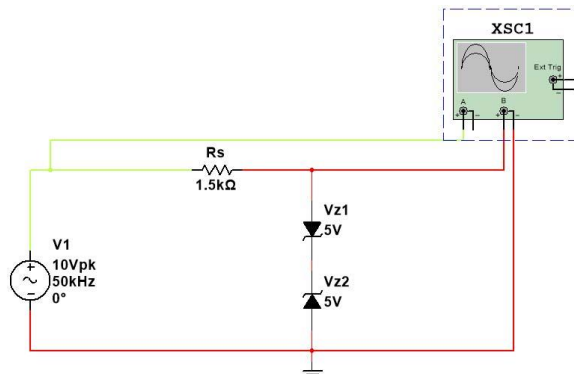 XSC1
Ext Trig
+
−
A
B
+ −
+ −
Rs
1.5kΩ
Vz1
5V
V1
10Vpk
50kHz
0°
+
−
Vz2
5V